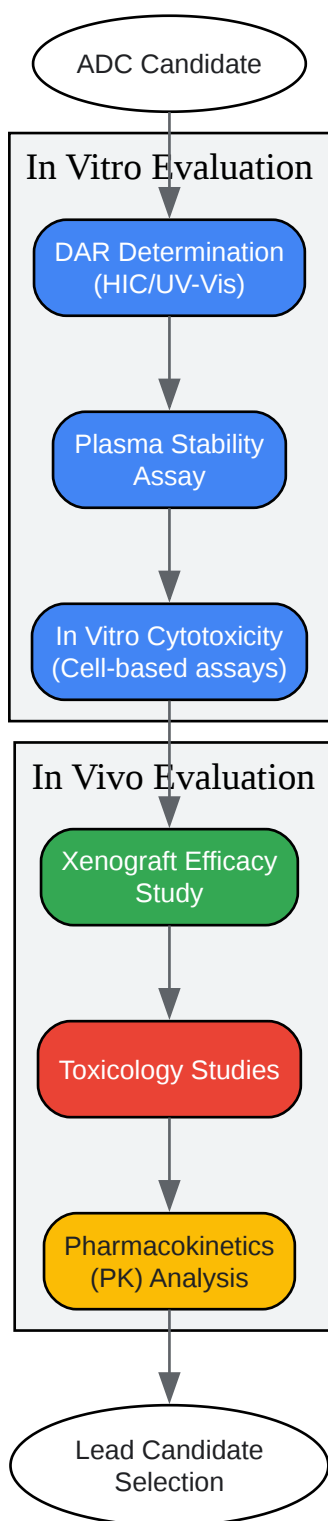 ADC Candidate
In Vitro Evaluation
DAR Determination
(HIC/UV-Vis)
Plasma Stability
Assay
In Vitro Cytotoxicity
(Cell-based assays)
In Vivo Evaluation
Xenograft Efficacy
Study
Toxicology Studies
Pharmacokinetics
(PK) Analysis
Lead Candidate
Selection